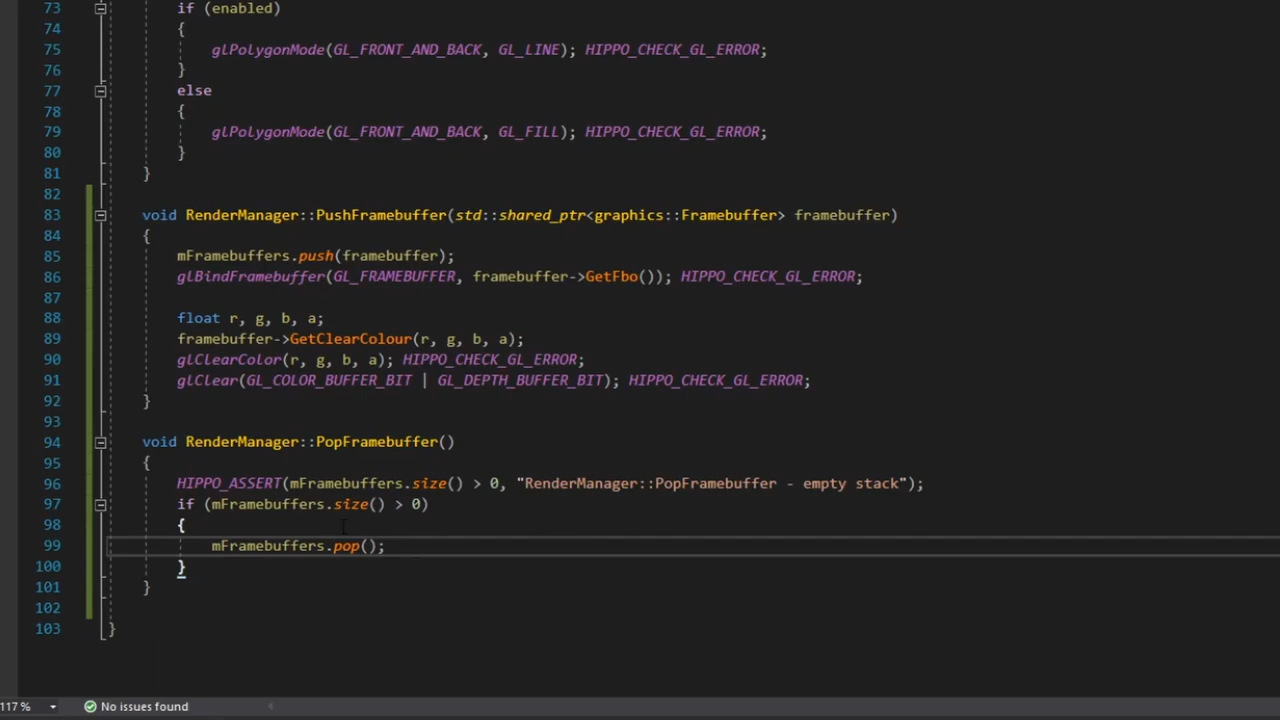 73 if (enabled)
74 {
75 glPolygonMode(GL_FRONT_AND_BACK, GL_LINE); HIPPO_CHECK_GL_ERROR;
76 }
77 else
78 {
79 glPolygonMode(GL_FRONT_AND_BACK, GL_FILL); HIPPO_CHECK_GL_ERROR;
80 }
81 }
82
83 void RenderManager::PushFramebuffer(std::shared_ptr<graphics::Framebuffer> framebuffer)
84 {
85 mFramebuffers.push(framebuffer);
86 glBindFramebuffer(GL_FRAMEBUFFER, framebuffer->GetFbo()); HIPPO_CHECK_GL_ERROR;
87
88 float r, g, b, a;
89 framebuffer->GetClearColour(r, g, b, a);
90 glClearColor(r, g, b, a); HIPPO_CHECK_GL_ERROR;
91 glClear(GL_COLOR_BUFFER_BIT | GL_DEPTH_BUFFER_BIT); HIPPO_CHECK_GL_ERROR;
92 }
93
94 void RenderManager::PopFramebuffer()
95 {
96 HIPPO_ASSERT(mFramebuffers.size() > 0, "RenderManager::PopFramebuffer - empty stack");
97 if (mFramebuffers.size() > 0)
98 {
99 mFramebuffers.pop();
100 }
101 }
102
103 }
117 % No issues found